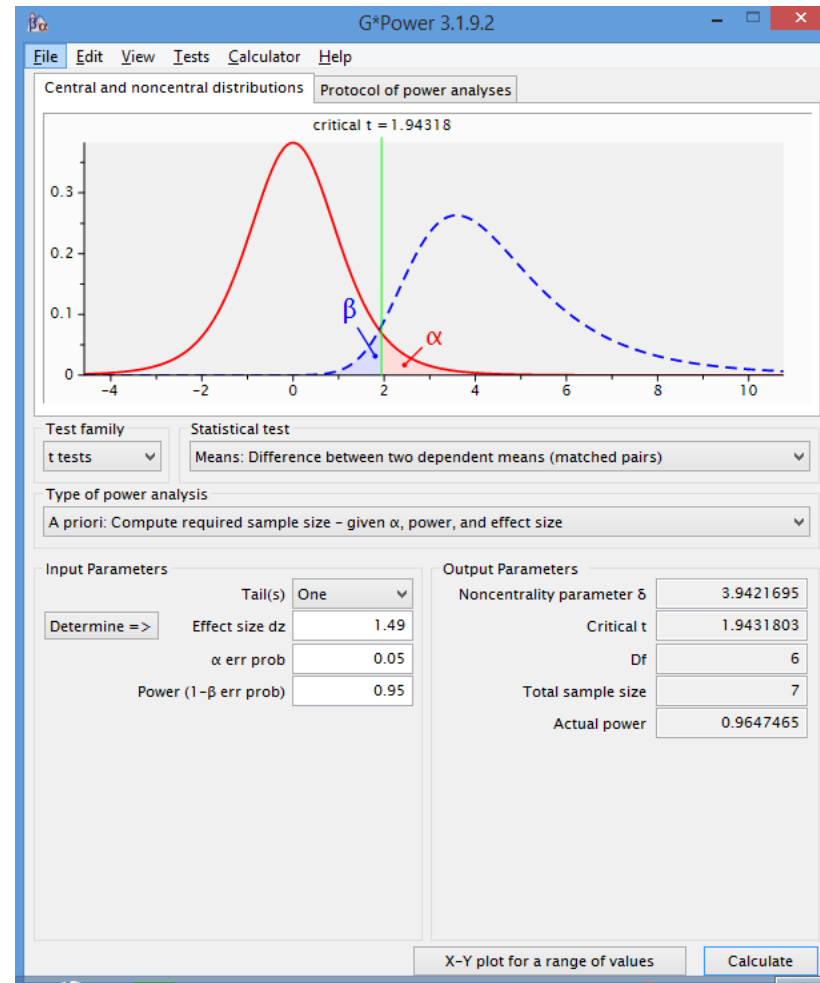 βα G*Power 3.1.9.2
File Edit View Tests Calculator Help
Central and noncentral distributions Protocol of power analyses
critical t = 1.94318
0.3
0.2
0.1
0
β
α
-4 -2 0 2 4 6 8 10
Test family Statistical test
t tests Means: Difference between two dependent means (matched pairs)
Type of power analysis
A priori: Compute required sample size – given α, power, and effect size
Input Parameters Output Parameters
Tail(s) One Noncentrality parameter δ 3.9421695
Determine => Effect size dz 1.49 Critical t 1.9431803
α err prob 0.05 Df 6
Power (1-β err prob) 0.95 Total sample size 7
Actual power 0.9647465
X-Y plot for a range of values Calculate